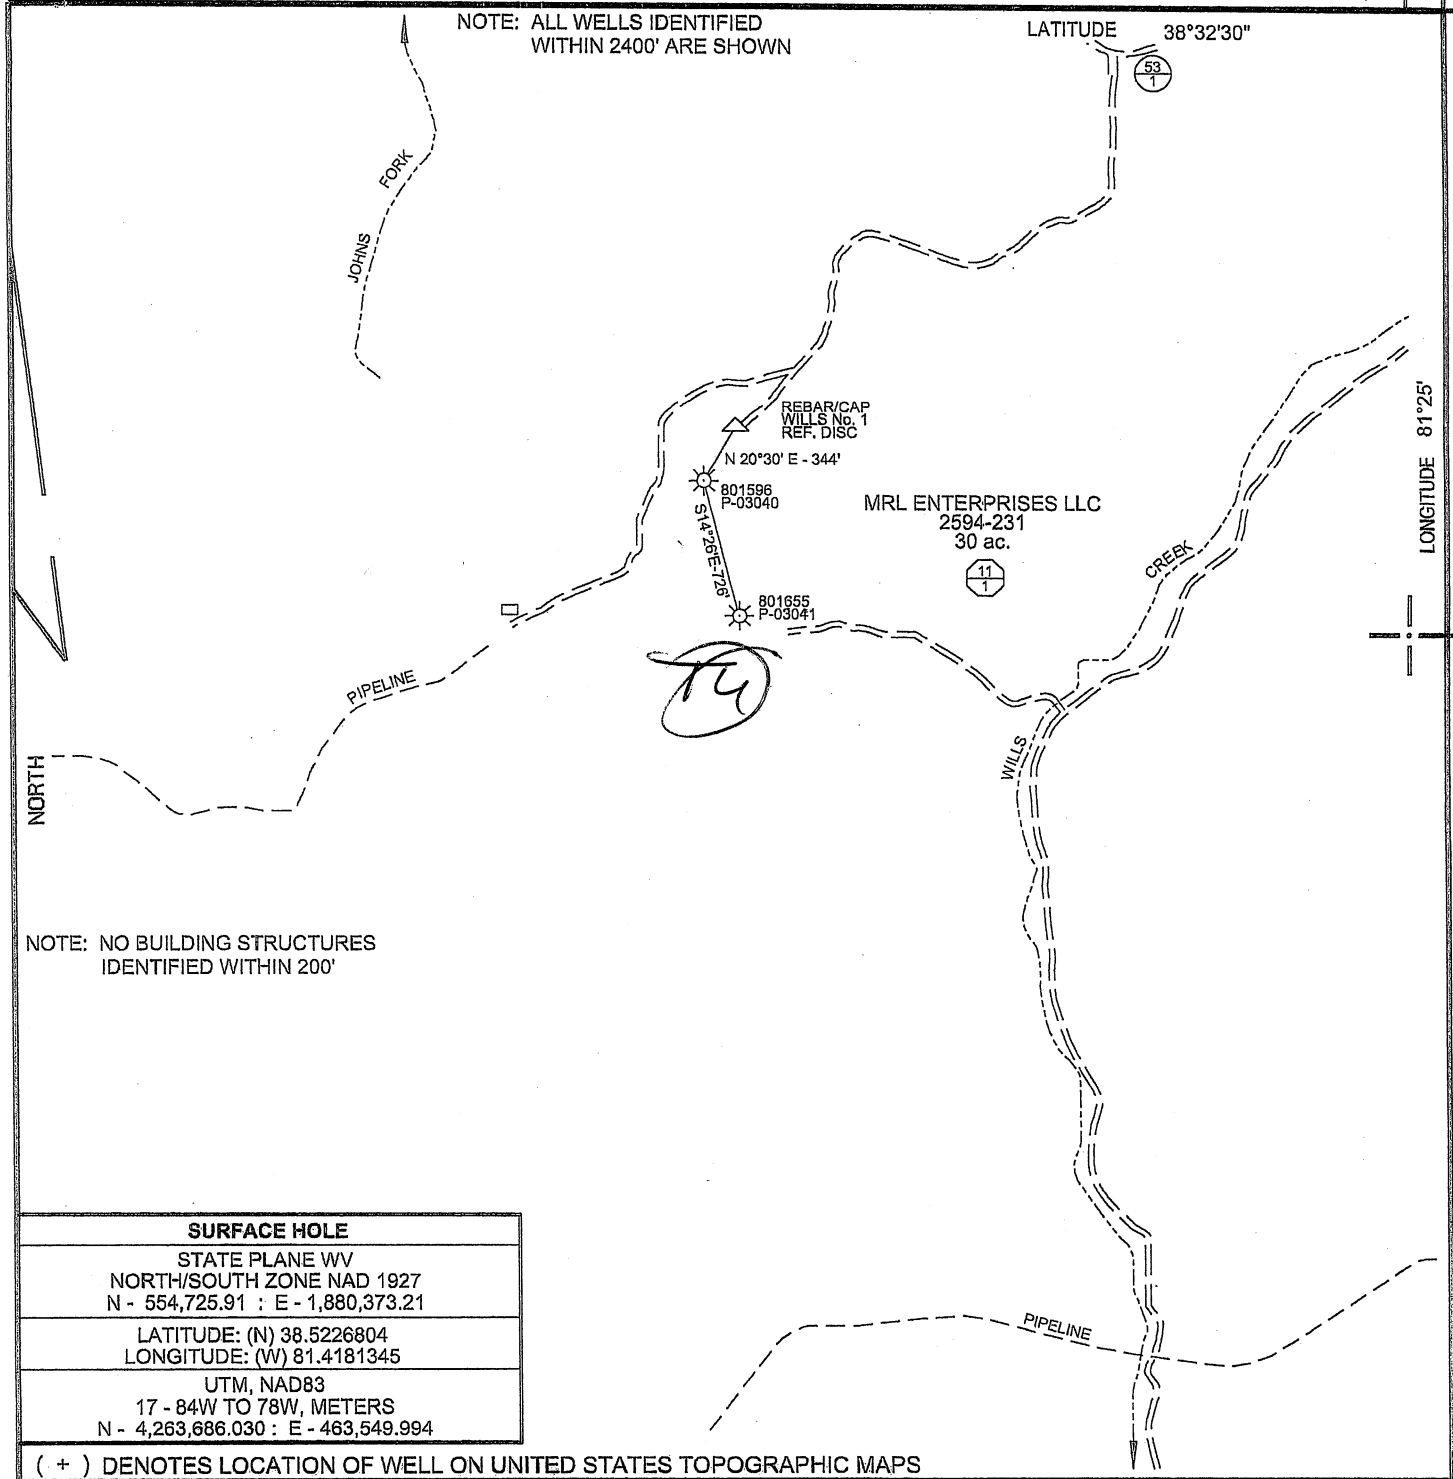 NOTE: ALL WELLS IDENTIFIED
WITHIN 2400' ARE SHOWN
LATITUDE 38°32'30"
53
1
JOHNS FORK
REBAR/CAP
WILLS No. 1
REF. DISC
N 20°30' E - 344'
801596
P-03040
S14°26'E-726'
801655
P-03041
MRL ENTERPRISES LLC
2594-231
30 ac.
11
1
LONGITUDE 81°25'
WILLS CREEK
PIPELINE
NORTH
NOTE: NO BUILDING STRUCTURES
IDENTIFIED WITHIN 200'
SURFACE HOLE
STATE PLANE WV
NORTH/SOUTH ZONE NAD 1927
N - 554,725.91 : E - 1,880,373.21
LATITUDE: (N) 38.5226804
LONGITUDE: (W) 81.4181345
UTM, NAD83
17 - 84W TO 78W, METERS
N - 4,263,686.030 : E - 463,549.994
PIPELINE
( + ) DENOTES LOCATION OF WELL ON UNITED STATES TOPOGRAPHIC MAPS